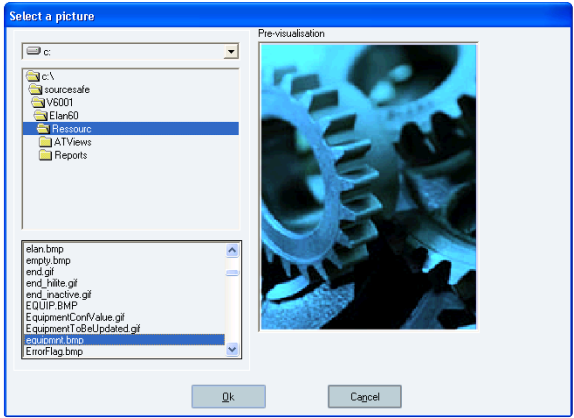 Select a picture
Pre-visualisation
c:
c:\
sourcesafe
V6001
Elan60
Ressourc
ATViews
Reports
elan.bmp
empty.bmp
end.gif
end_hilite.gif
end_inactive.gif
EQUIP.BMP
EquipmentConfValue.gif
EquipmentToBeUpdated.gif
equipmnt.bmp
ErrorFlag.bmp
Ok
Cancel